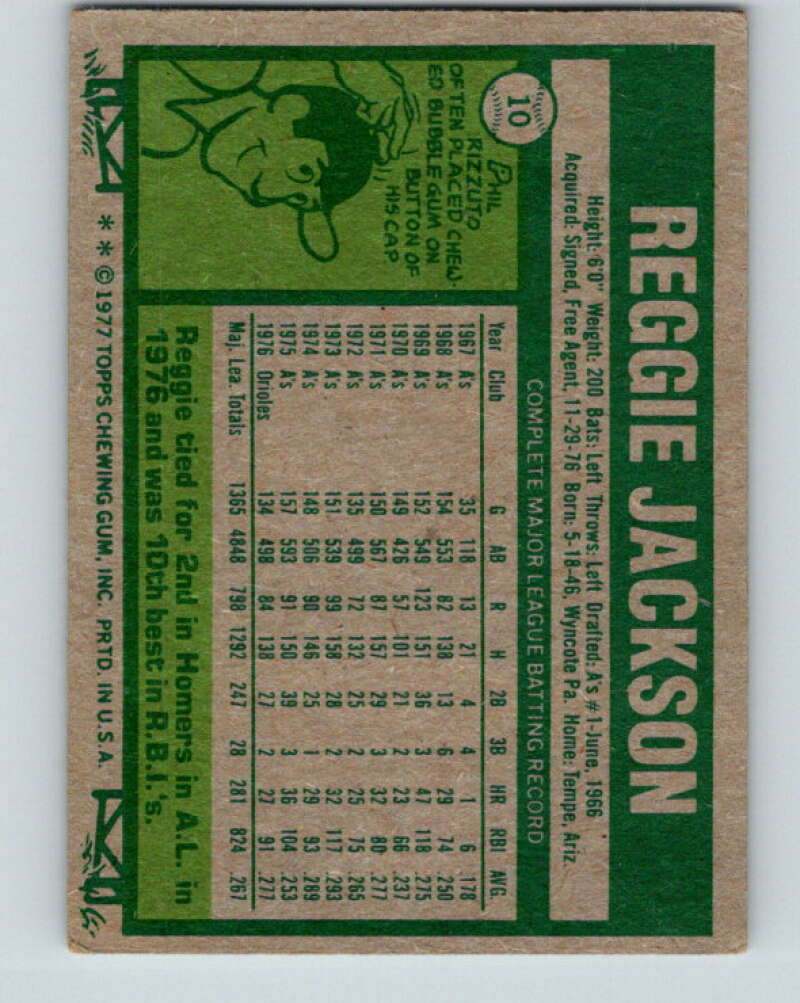 10
REGGIE JACKSON
Height: 6'0" Weight: 200 Bats: Left Throws: Left Drafted: A's #1-June, 1966
Acquired: Signed, Free Agent, 11-29-76 Born: 5-18-46, Wyncote Pa. Home: Tempe, Ariz.
PHIL
RIZZUTO
OFTEN PLACED CHEW-
ED BUBBLE GUM ON
BUTTON OF
HIS CAP
COMPLETE MAJOR LEAGUE BATTING RECORD
Year Club G AB R H 2B 3B HR RBI AVG.
1967 A's 35 118 13 21 4 4 1 6 .178
1968 A's 154 553 82 138 13 6 29 74 .250
1969 A's 152 549 123 151 36 3 47 118 .275
1970 A's 149 426 57 101 21 2 23 66 .237
1971 A's 150 567 87 157 29 3 32 80 .277
1972 A's 135 499 72 132 25 2 25 75 .265
1973 A's 151 539 99 158 28 2 32 117 .293
1974 A's 148 506 90 146 25 1 29 93 .289
1975 A's 157 593 91 150 39 3 36 104 .253
1976 Orioles 134 498 84 138 27 2 27 91 .277
Maj. Lea. Totals 1365 4848 798 1292 247 28 281 824 .267
Reggie tied for 2nd in Homers in A.L. in
1976 and was 10th best in R.B.I.'s.
* * © 1977 TOPPS CHEWING GUM, INC. PRTD. IN U.S.A.